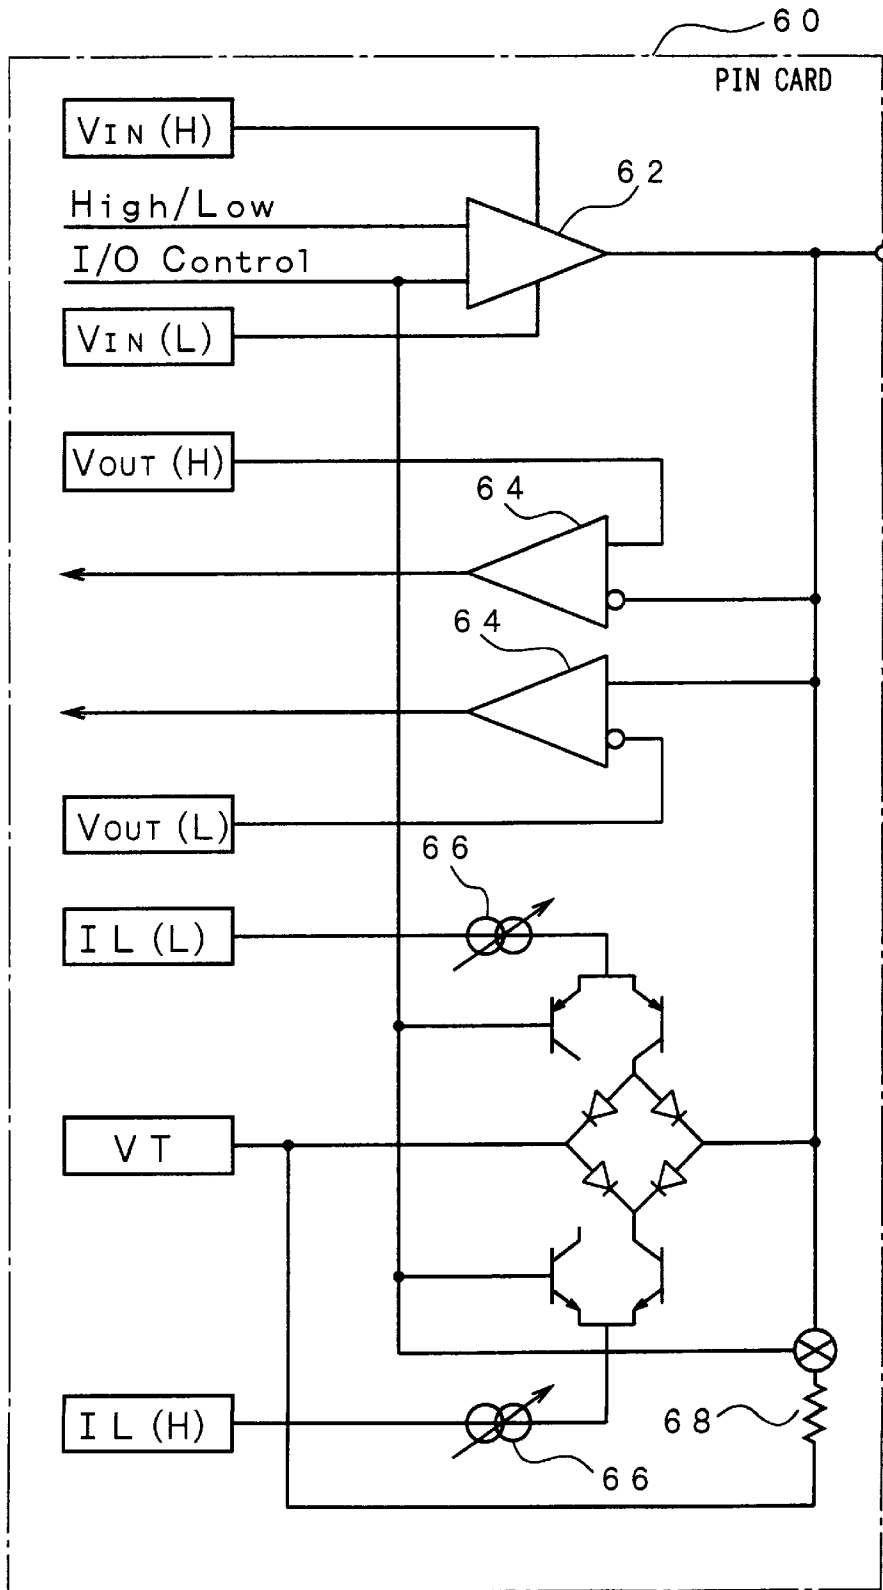 60
PIN CARD
VIN (H)
62
High/Low
I/O Control
VIN (L)
VOUT (H)
64
64
VOUT (L)
66
IL (L)
VT
IL (H)
68
66